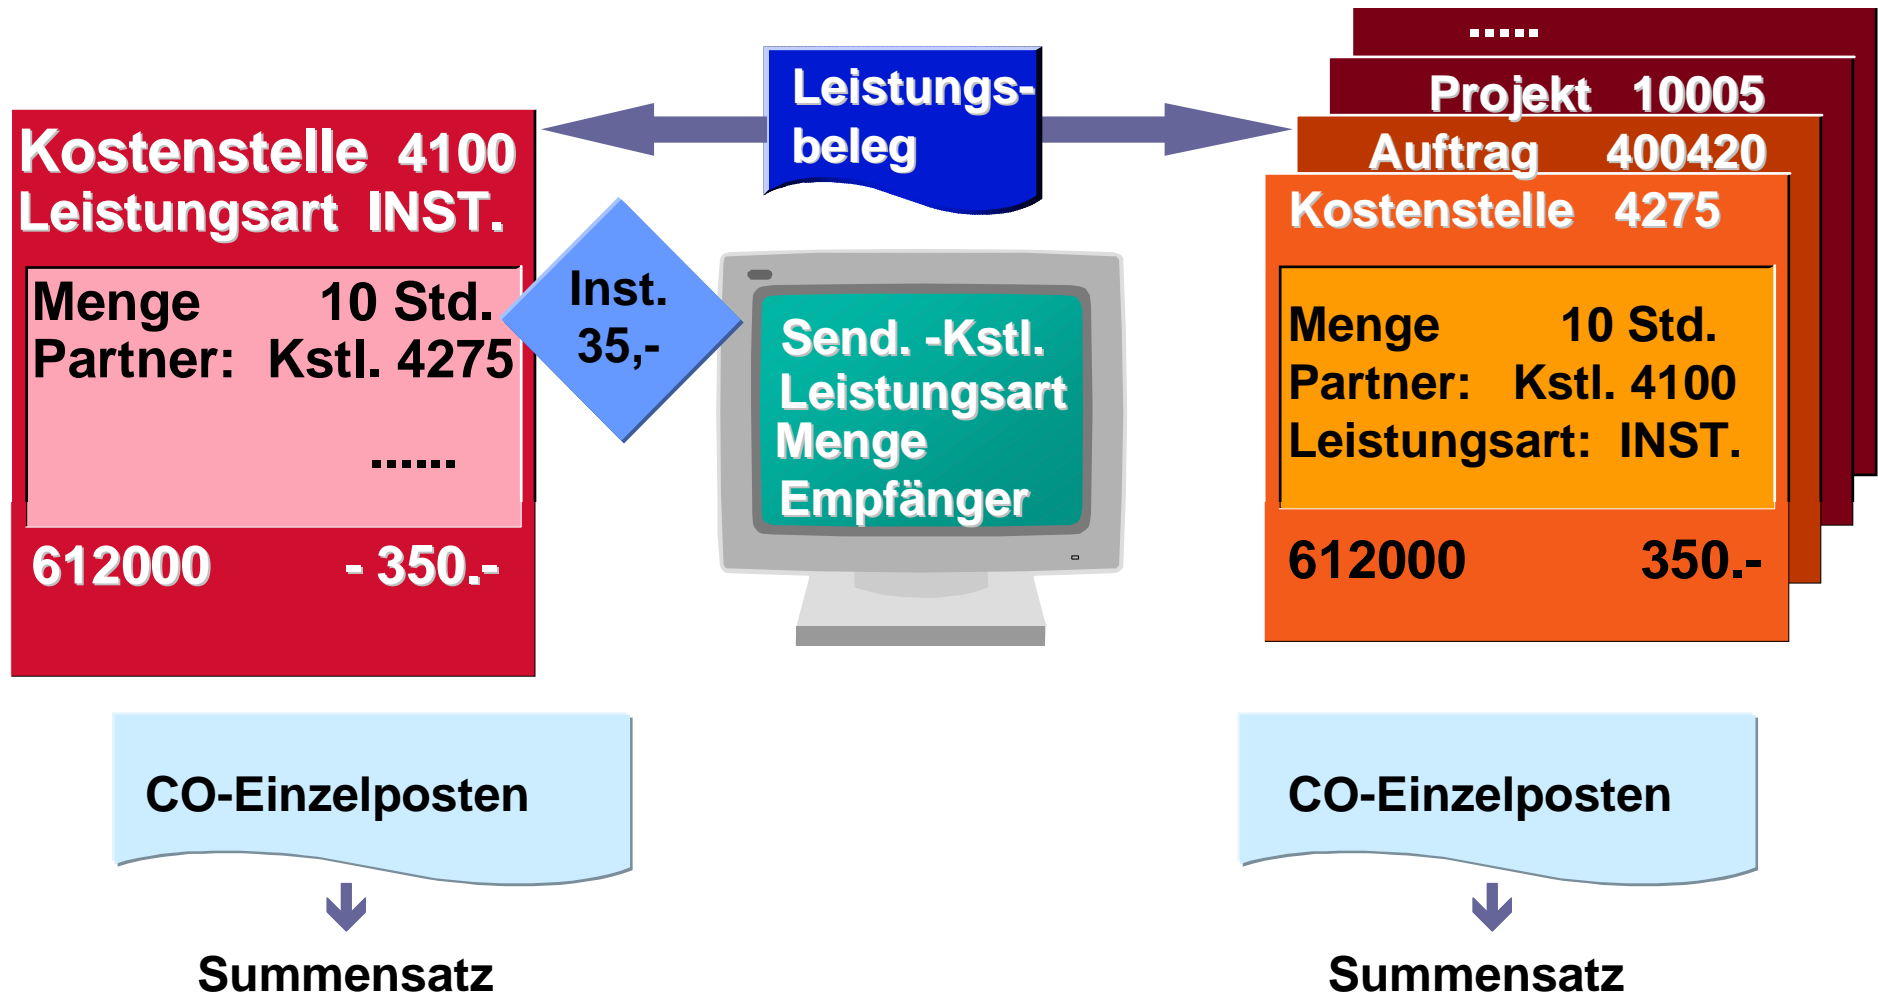 Leistungs-
beleg
Kostenstelle 4100
Leistungsart INST.
Menge 10 Std.
Partner: Kstl. 4275
......
612000 - 350.-
Inst.
35,-
Send. -Kstl.
Leistungsart
Menge
Empfänger
.....
Projekt 10005
Auftrag 400420
Kostenstelle 4275
Menge 10 Std.
Partner: Kstl. 4100
Leistungsart: INST.
612000 350.-
CO-Einzelposten
Summensatz
CO-Einzelposten
Summensatz